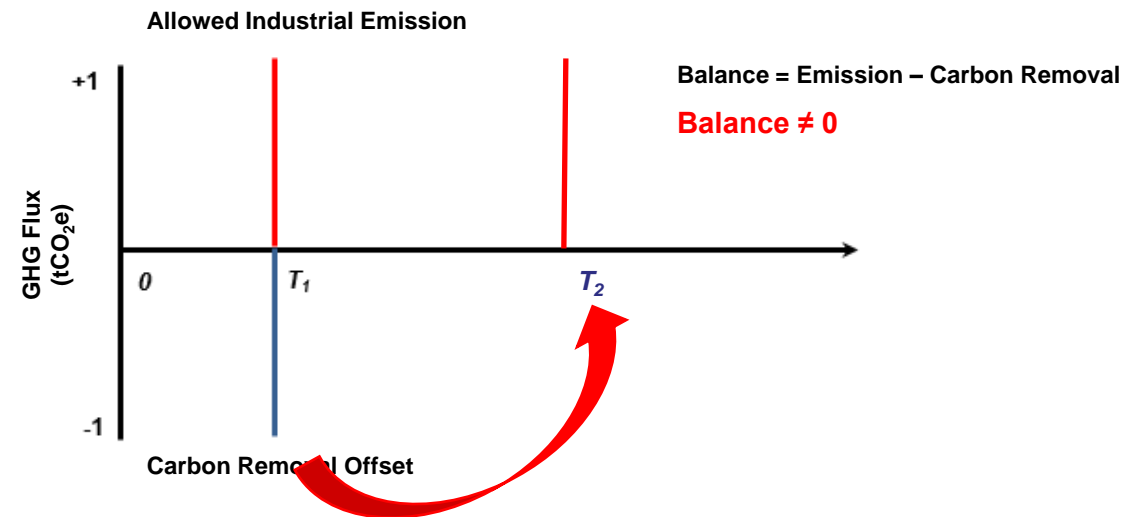 Allowed Industrial Emission
+1
Balance = Emission – Carbon Removal
Balance ≠ 0
GHG Flux
(tCO₂e)
0
T₁
T₂
-1
Carbon Removal Offset